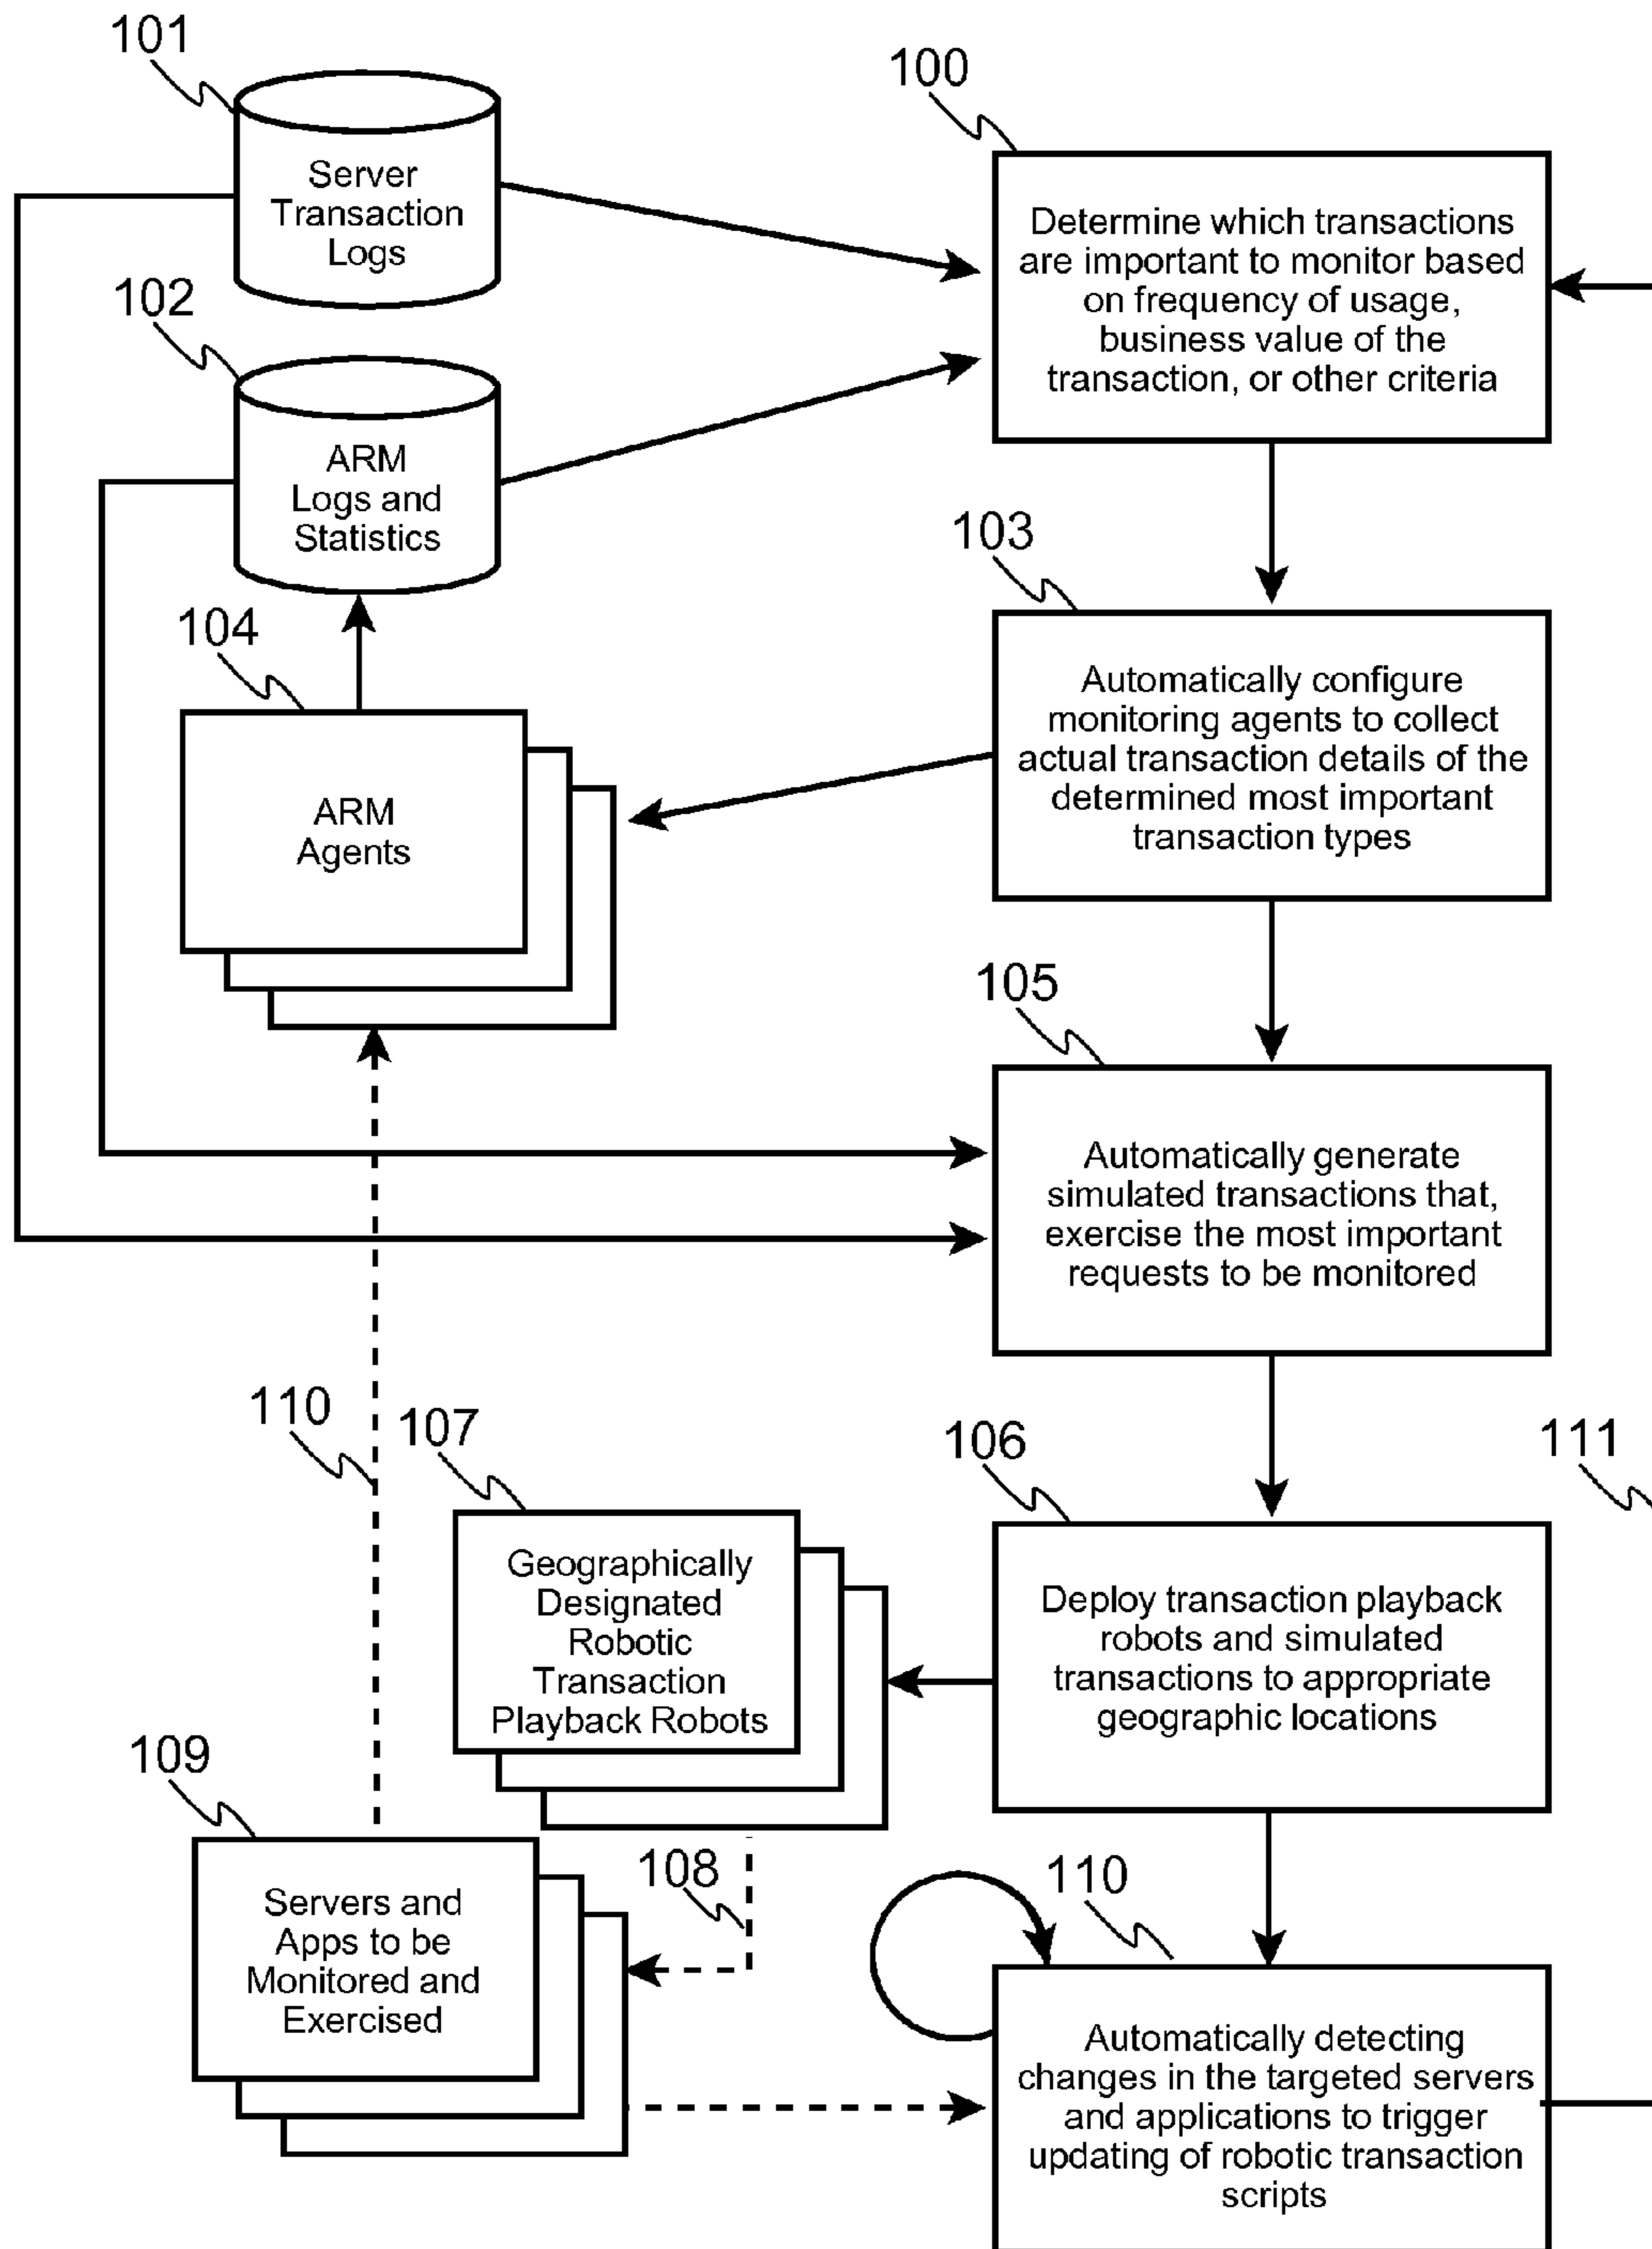 101
Server
Transaction
Logs
100
Determine which transactions
are important to monitor based
on frequency of usage,
business value of the
transaction, or other criteria
102
ARM
Logs and
Statistics
103
Automatically configure
monitoring agents to collect
actual transaction details of the
determined most important
transaction types
104
ARM
Agents
105
Automatically generate
simulated transactions that,
exercise the most important
requests to be monitored
110
107
Geographically
Designated
Robotic
Transaction
Playback Robots
106
Deploy transaction playback
robots and simulated
transactions to appropriate
geographic locations
111
109
Servers and
Apps to be
Monitored and
Exercised
108
110
Automatically detecting
changes in the targeted servers
and applications to trigger
updating of robotic transaction
scripts